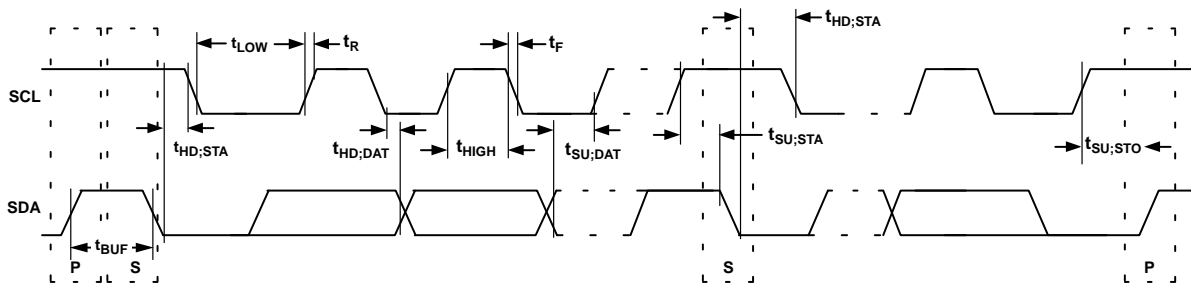 tHD;STA
tLOW
tR
tF
SCL
tHD;STA
tHD;DAT
tHIGH
tSU;DAT
tSU;STA
tSU;STO
SDA
tBUF
P
S
S
P